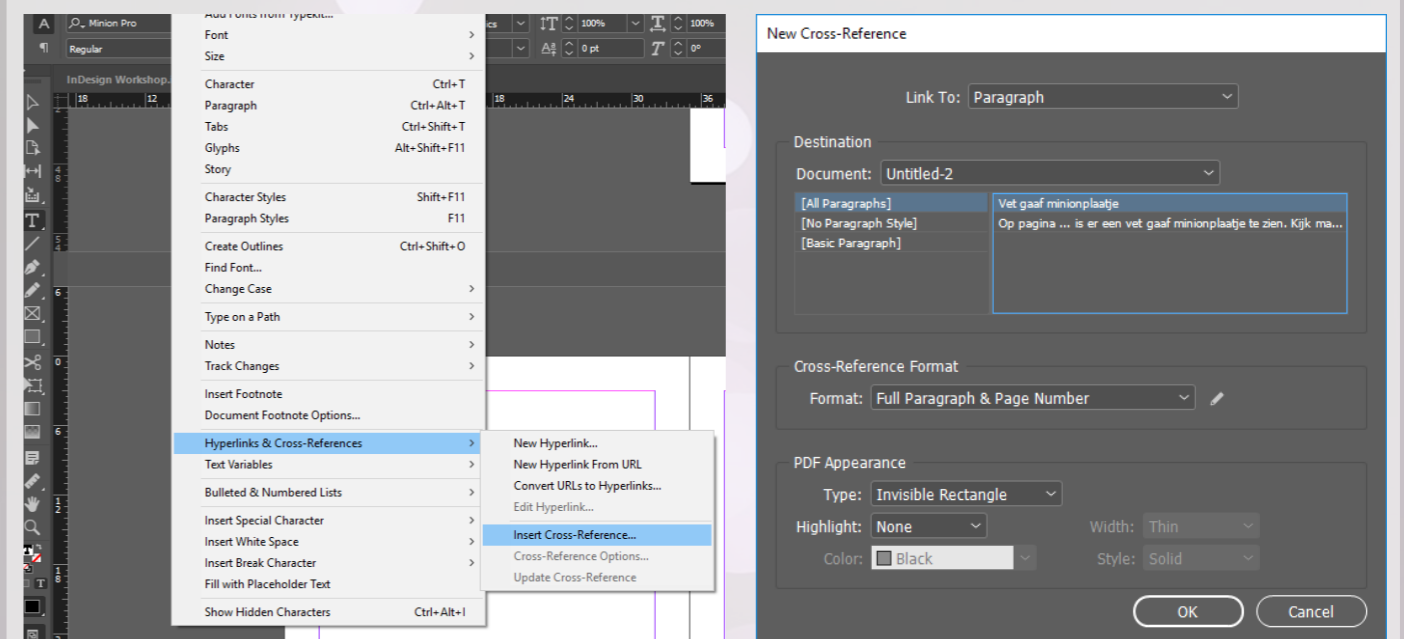 Add Fonts from Typekit...
A Minion Pro
100%
100%
Font
Regular
0 pt
0°
Size
InDesign Workshop.
Character Ctrl+T
18 12
18 24 30 36
Paragraph Ctrl+Alt+T
Tabs Ctrl+Shift+T
Glyphs Alt+Shift+F11
Story
Character Styles Shift+F11
Paragraph Styles F11
Create Outlines Ctrl+Shift+O
Find Font...
Change Case
Type on a Path
Notes
Track Changes
Insert Footnote
Document Footnote Options...
Hyperlinks & Cross-References
Text Variables
Bulleted & Numbered Lists
Insert Special Character
Insert White Space
Insert Break Character
Fill with Placeholder Text
Show Hidden Characters Ctrl+Alt+I
New Hyperlink...
New Hyperlink From URL
Convert URLs to Hyperlinks...
Edit Hyperlink...
Insert Cross-Reference...
Cross-Reference Options...
Update Cross-Reference
New Cross-Reference
Link To: Paragraph
Destination
Document: Untitled-2
[All Paragraphs]
[No Paragraph Style]
[Basic Paragraph]
Vet gaaf minionplaatje
Op pagina ... is er een vet gaaf minionplaatje te zien. Kijk ma...
Cross-Reference Format
Format: Full Paragraph & Page Number
PDF Appearance
Type: Invisible Rectangle
Highlight: None
Width: Thin
Color: Black
Style: Solid
OK
Cancel